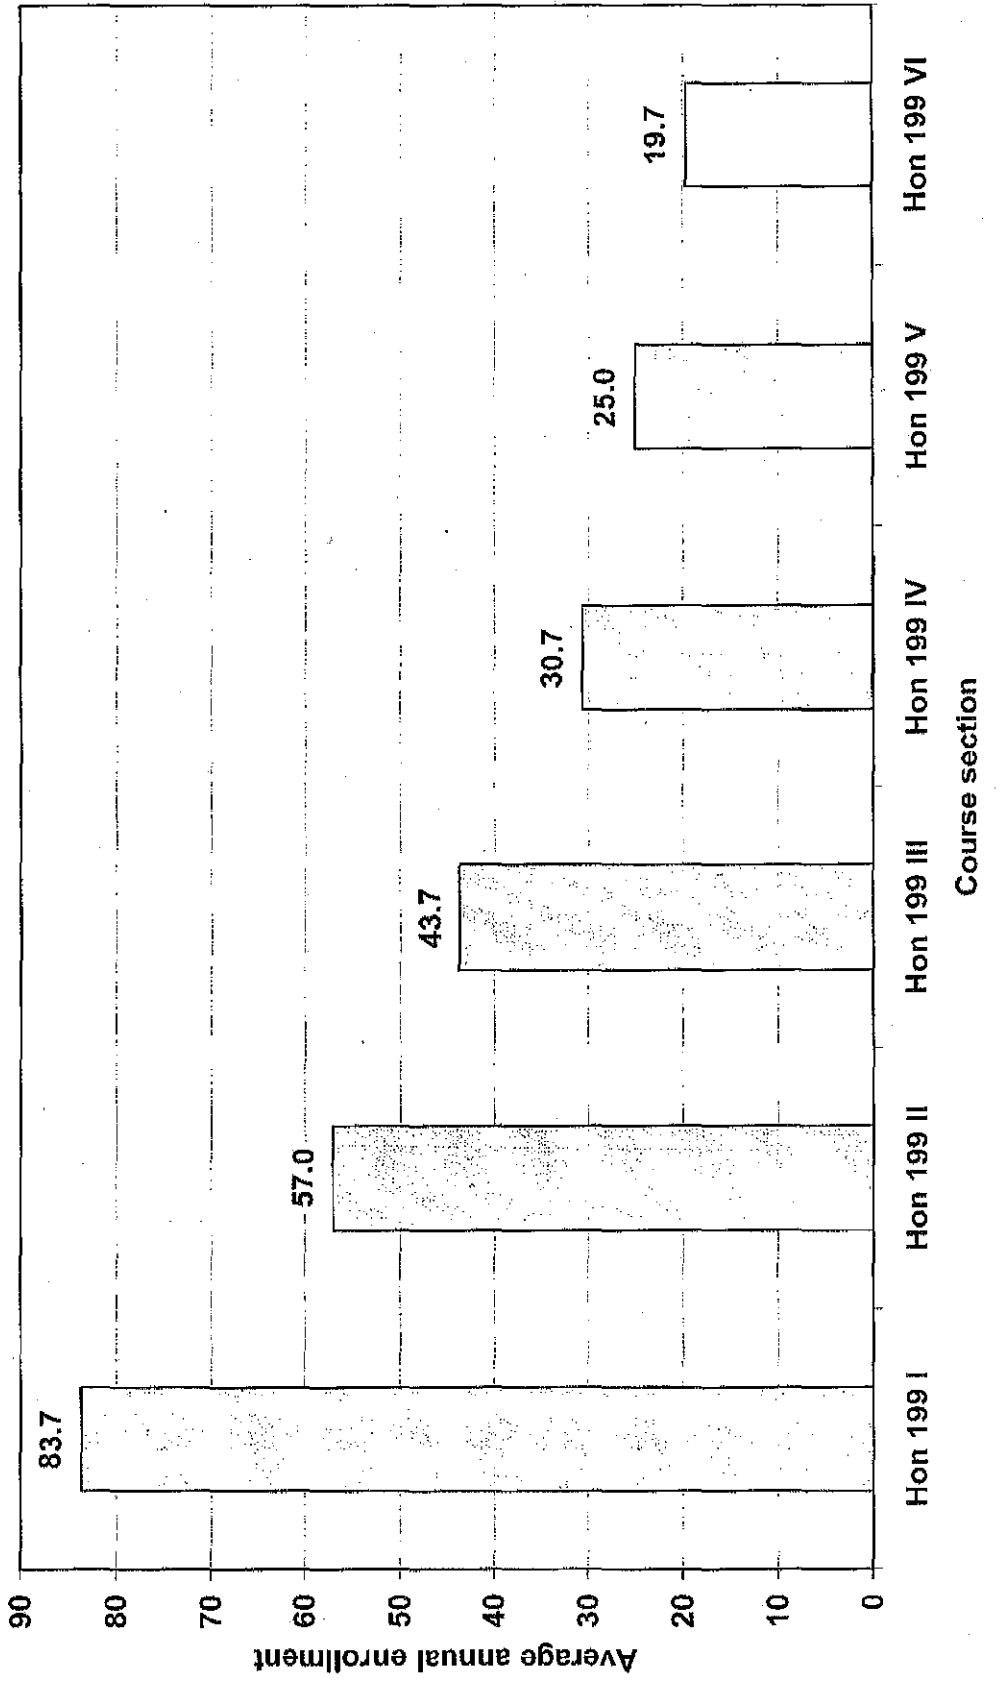 Average annual enrollment
90
80
70
60
50
40
30
20
10
0
83.7
57.0
43.7
30.7
25.0
19.7
Hon 199 I
Hon 199 II
Hon 199 III
Hon 199 IV
Hon 199 V
Hon 199 VI
Course section